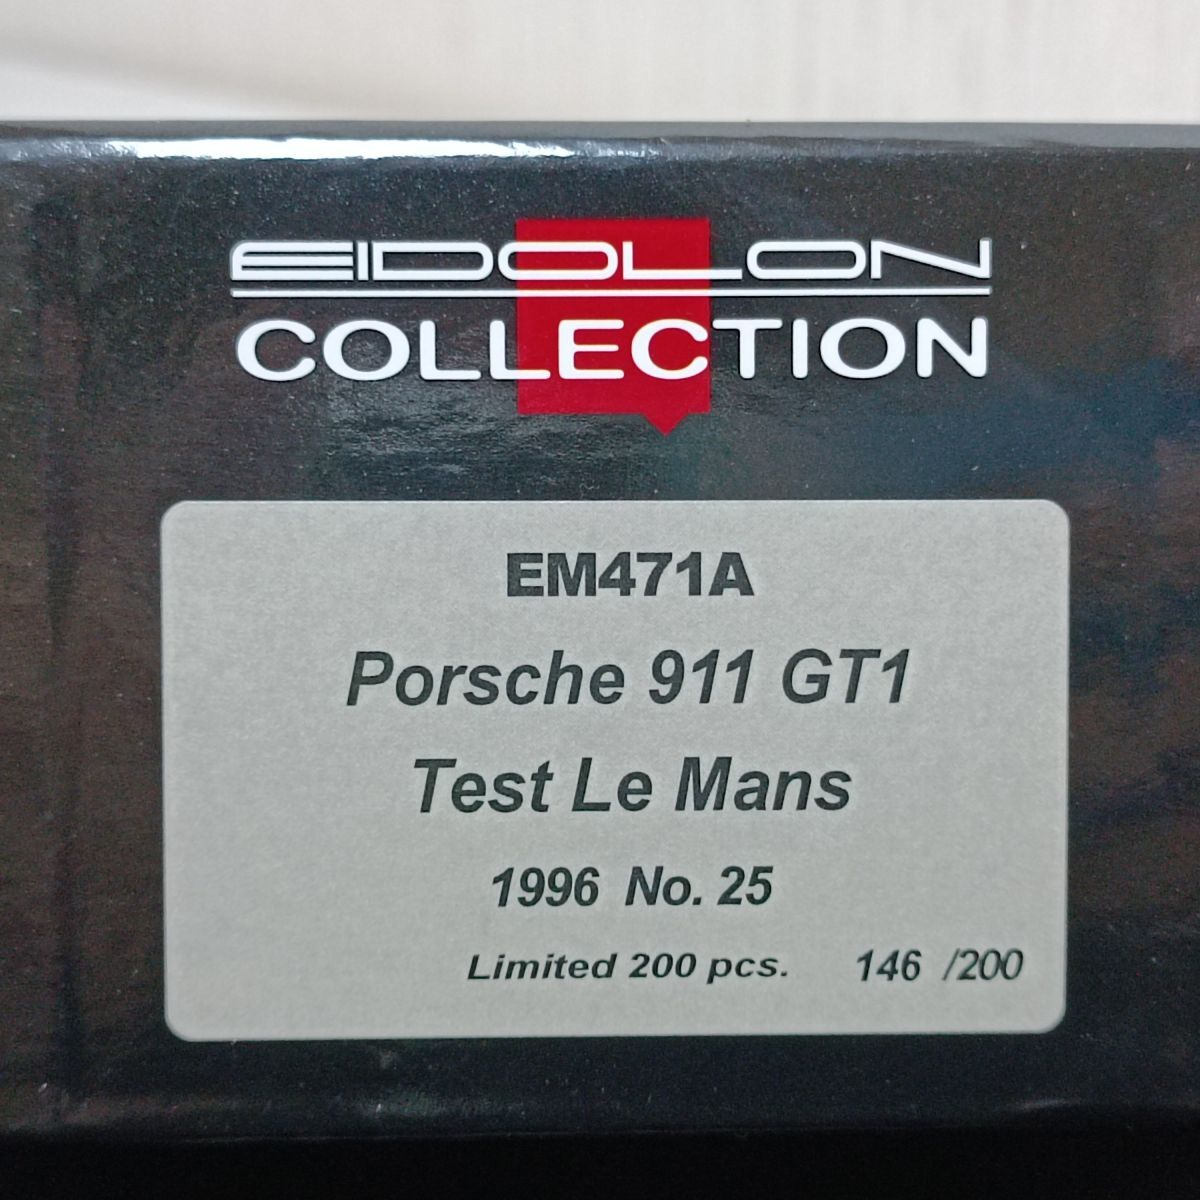 EIDOLON
COLLECTION
EM471A
Porsche 911 GT1
Test Le Mans
1996 No. 25
Limited 200 pcs. 146 /200